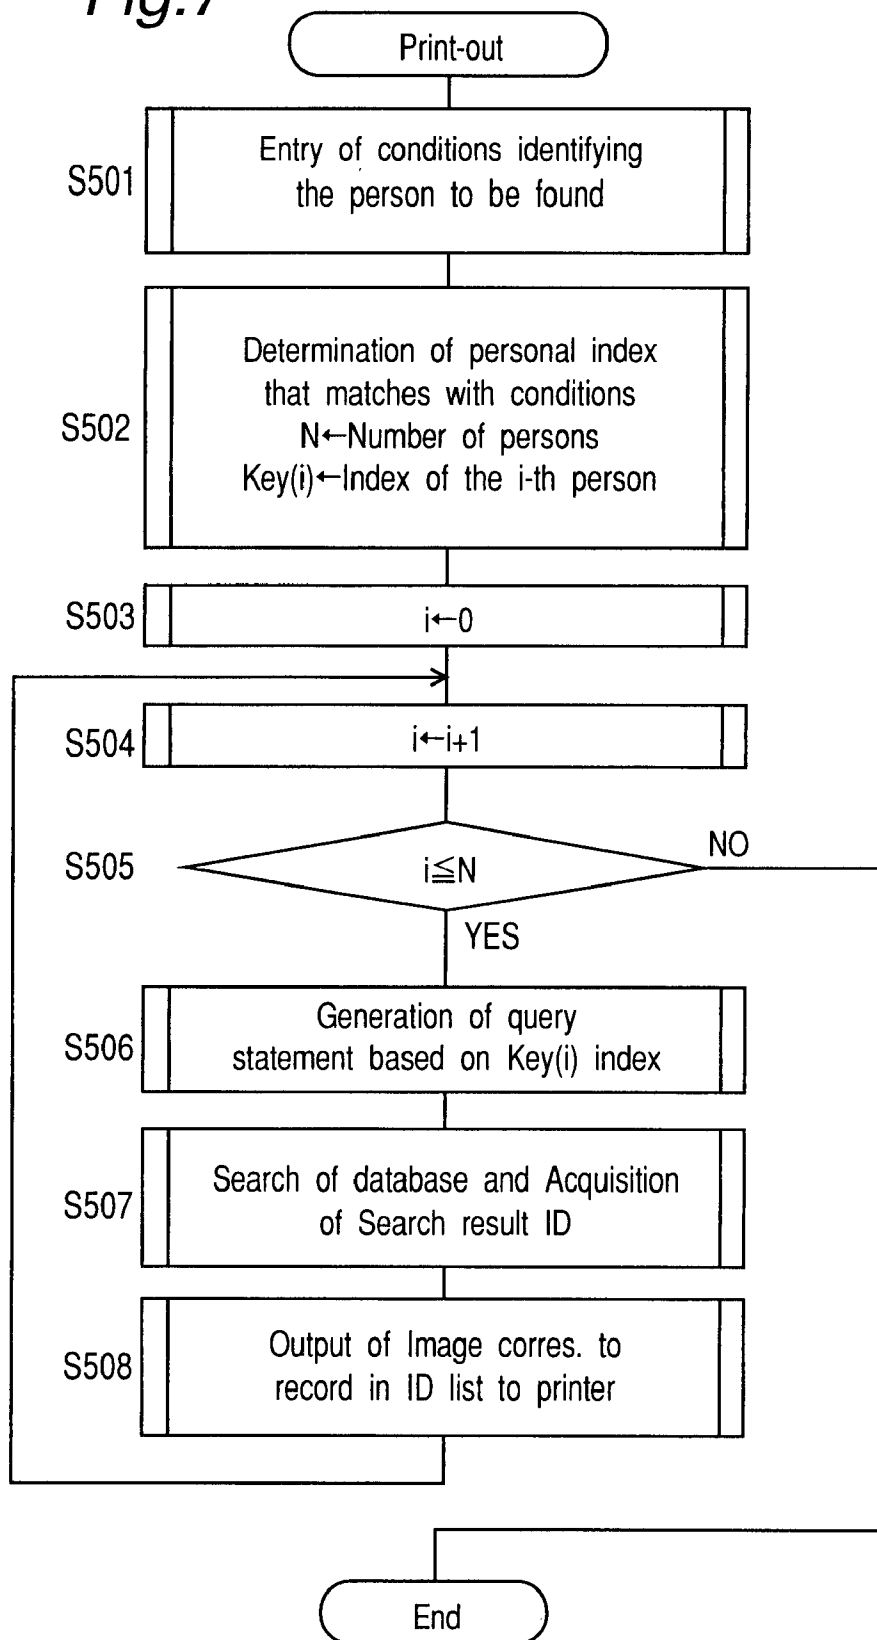 Fig.7
Print-out
S501
Entry of conditions identifying
the person to be found
S502
Determination of personal index
that matches with conditions
N←Number of persons
Key(i)←Index of the i-th person
S503
i←0
S504
i←i+1
S505
i≦N
NO
YES
S506
Generation of query
statement based on Key(i) index
S507
Search of database and Acquisition
of Search result ID
S508
Output of Image corres. to
record in ID list to printer
End